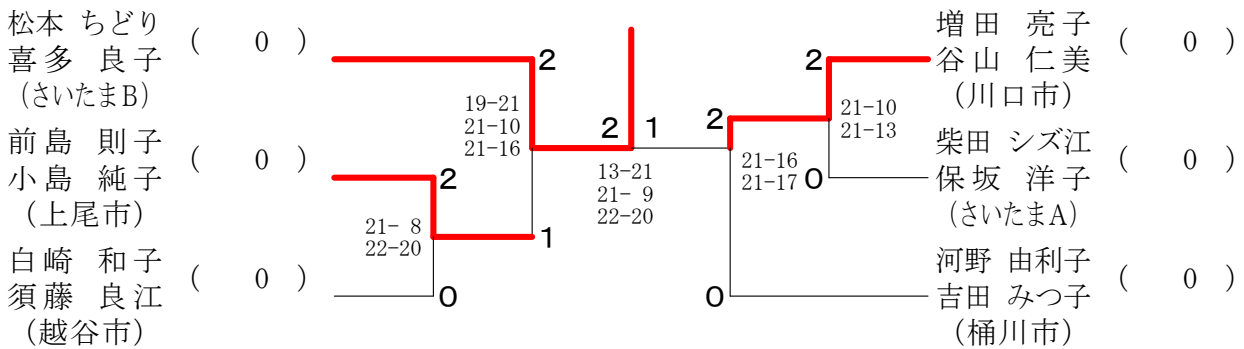 松本 ちどり
喜多 良子
(さいたまB)
( 0 )
前島 則子
小島 純子
(上尾市)
( 0 )
白崎 和子
須藤 良江
(越谷市)
( 0 )
2
19-21
21-10
21-16
2
21- 8
22-20
1
0
2 1
13-21
21- 9
22-20
2
21-16
21-17
0
2
21-10
21-13
0
増田 亮子
谷山 仁美
(川口市)
( 0 )
柴田 シズ江
保坂 洋子
(さいたまA)
( 0 )
河野 由利子
吉田 みつ子
(桶川市)
( 0 )